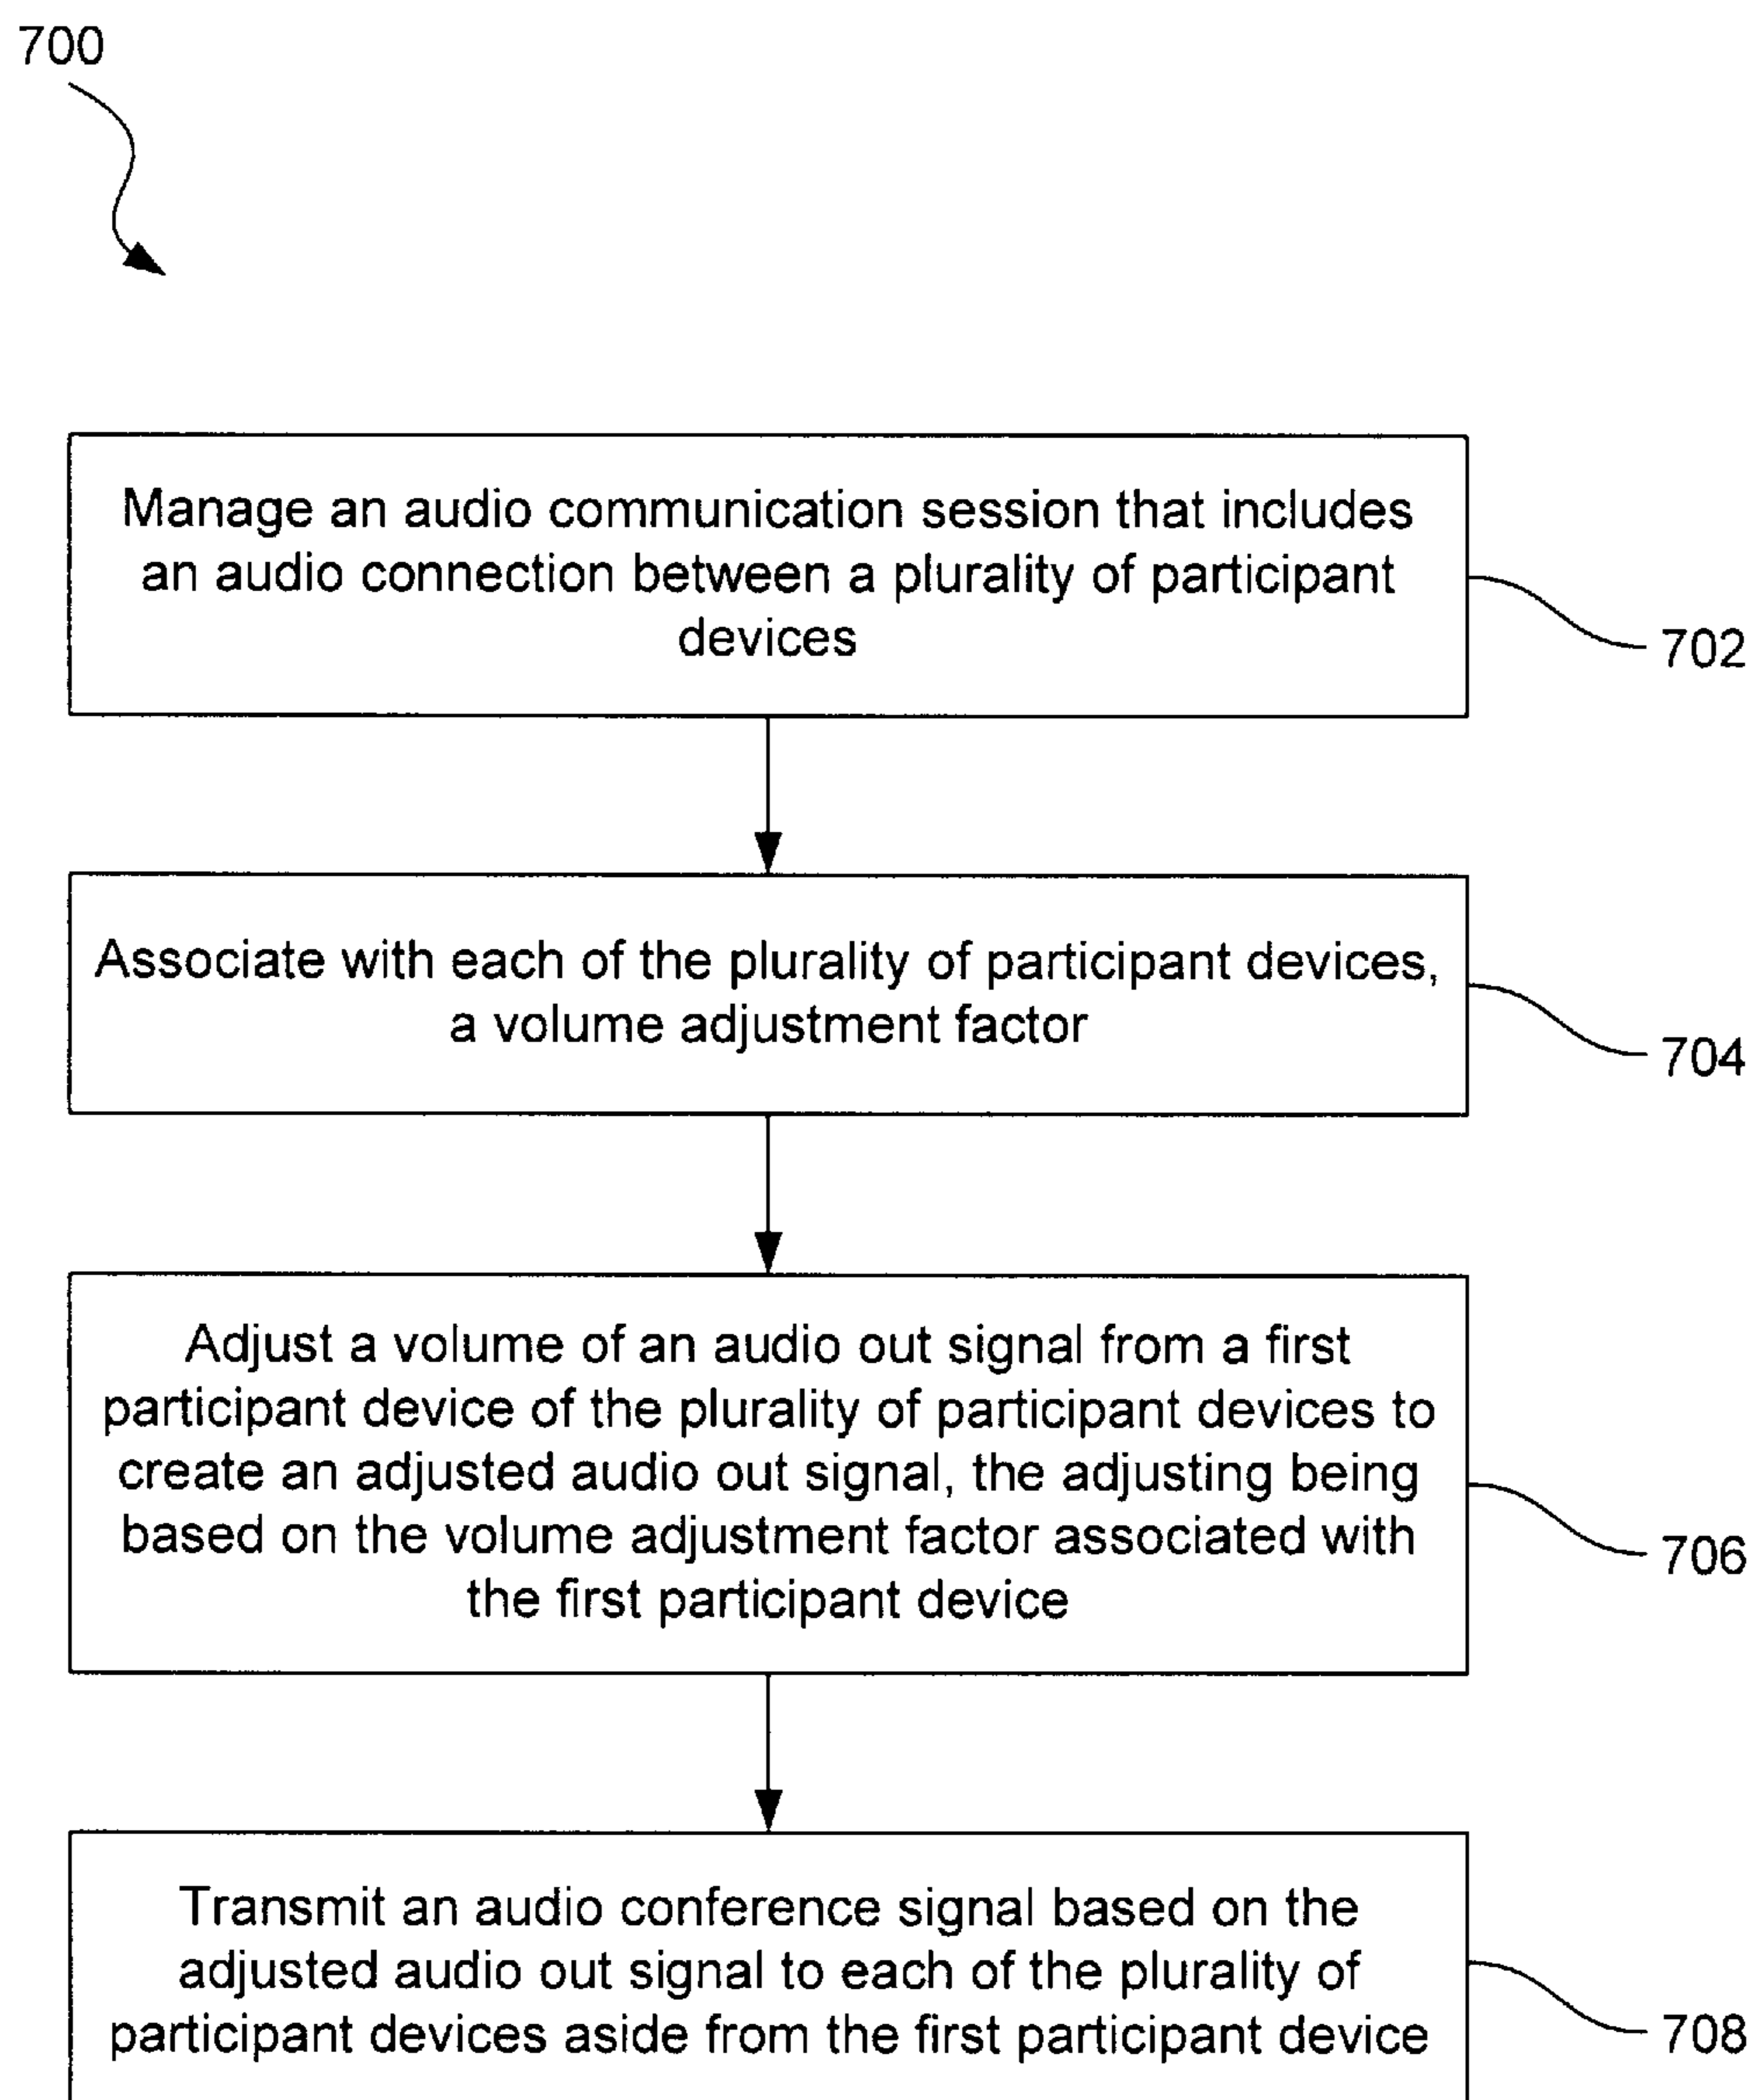 700
Manage an audio communication session that includes
an audio connection between a plurality of participant
devices
702
Associate with each of the plurality of participant devices,
a volume adjustment factor
704
Adjust a volume of an audio out signal from a first
participant device of the plurality of participant devices to
create an adjusted audio out signal, the adjusting being
based on the volume adjustment factor associated with
the first participant device
706
Transmit an audio conference signal based on the
adjusted audio out signal to each of the plurality of
participant devices aside from the first participant device
708